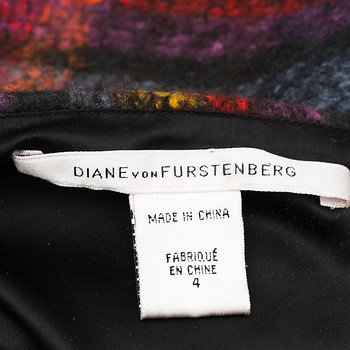 DIANE VON FURSTENBERG
MADE IN CHINA
FABRIQUÉ
EN CHINE
4